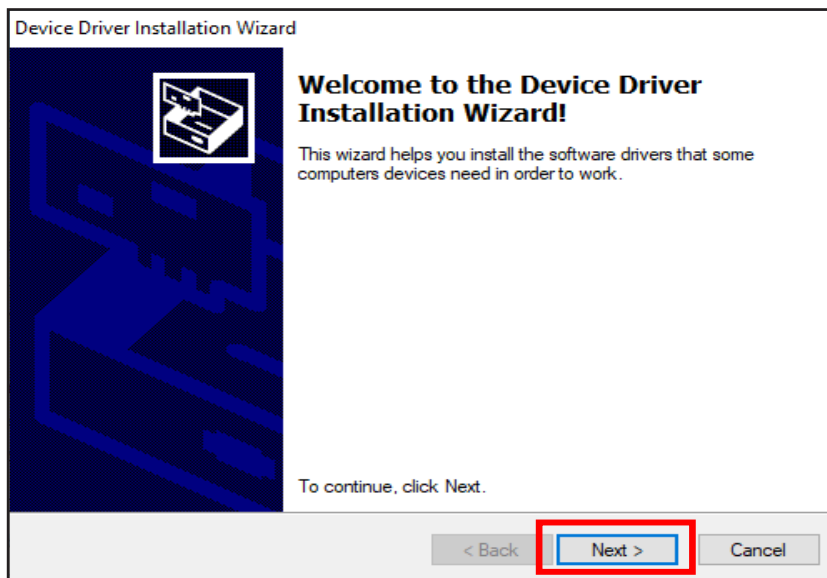 Device Driver Installation Wizard
Welcome to the Device Driver
Installation Wizard!
This wizard helps you install the software drivers that some
computers devices need in order to work.
To continue, click Next.
< Back
Next >
Cancel